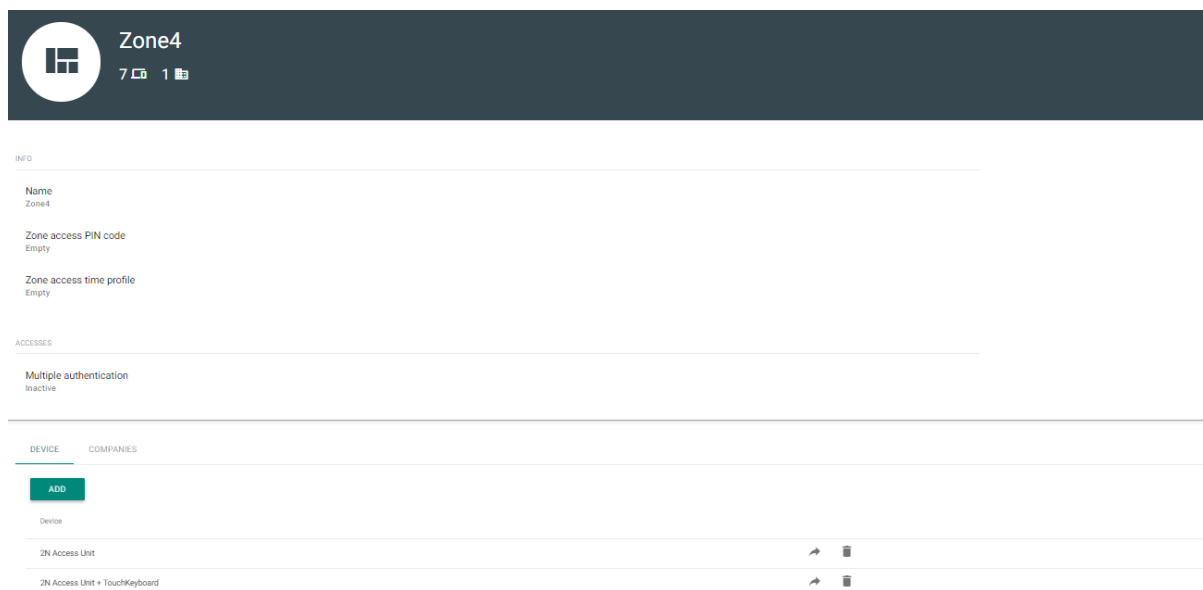 Zone4
7 1
INFO
Name
Zone4
Zone access PIN code
Empty
Zone access time profile
Empty
ACCESSES
Multiple authentication
Inactive
DEVICE COMPANIES
ADD
Device
2N Access Unit
2N Access Unit + TouchKeyboard